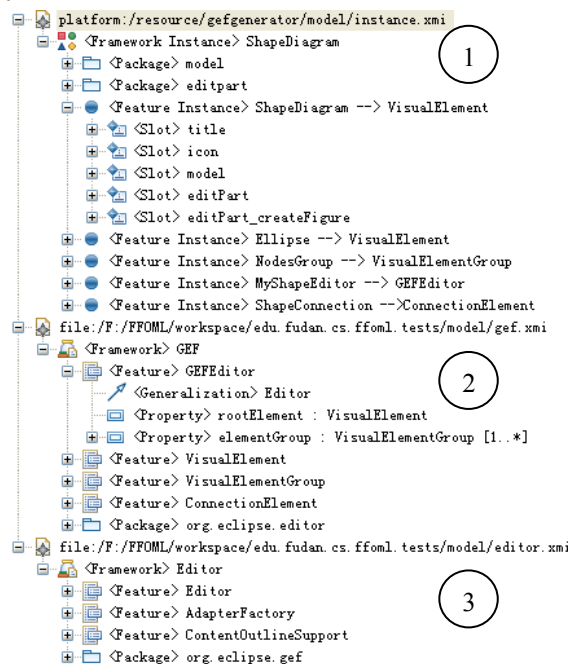 platform:/resource/gefgenerator/model/instance.xmi
<Framework Instance> ShapeDiagram
1
<Package> model
<Package> editpart
<Feature Instance> ShapeDiagram --> VisualElement
<Slot> title
<Slot> icon
<Slot> model
<Slot> editPart
<Slot> editPart_createFigure
<Feature Instance> Ellipse --> VisualElement
<Feature Instance> NodesGroup --> VisualElementGroup
<Feature Instance> MyShapeEditor --> GEFEditor
<Feature Instance> ShapeConnection -->ConnectionElement
file:/F:/FFOML/workspace/edu.fudan.cs.ffoml.tests/model/gef.xmi
<Framework> GEF
<Feature> GEFEditor
2
<Generalization> Editor
<Property> rootElement : VisualElement
<Property> elementGroup : VisualElementGroup [1..*]
<Feature> VisualElement
<Feature> VisualElementGroup
<Feature> ConnectionElement
<Package> org.eclipse.editor
file:/F:/FFOML/workspace/edu.fudan.cs.ffoml.tests/model/editor.xmi
<Framework> Editor
<Feature> Editor
3
<Feature> AdapterFactory
<Feature> ContentOutlineSupport
<Package> org.eclipse.gef